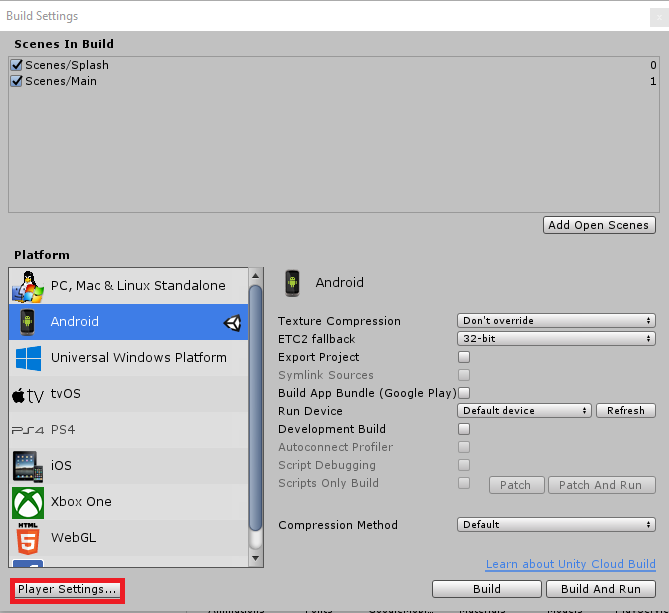 Build Settings
Scenes In Build
Scenes/Splash 0
Scenes/Main 1
Add Open Scenes
Platform
PC, Mac & Linux Standalone
Android
Universal Windows Platform
tv tvOS
PS4 PS4
iOS
Xbox One
HTML 5 WebGL
Android
Texture Compression Don't override
ETC2 fallback 32-bit
Export Project
Symlink Sources
Build App Bundle (Google Play)
Run Device Default device Refresh
Development Build
Autoconnect Profiler
Script Debugging
Scripts Only Build Patch Patch And Run
Compression Method Default
Learn about Unity Cloud Build
Player Settings... Build Build And Run